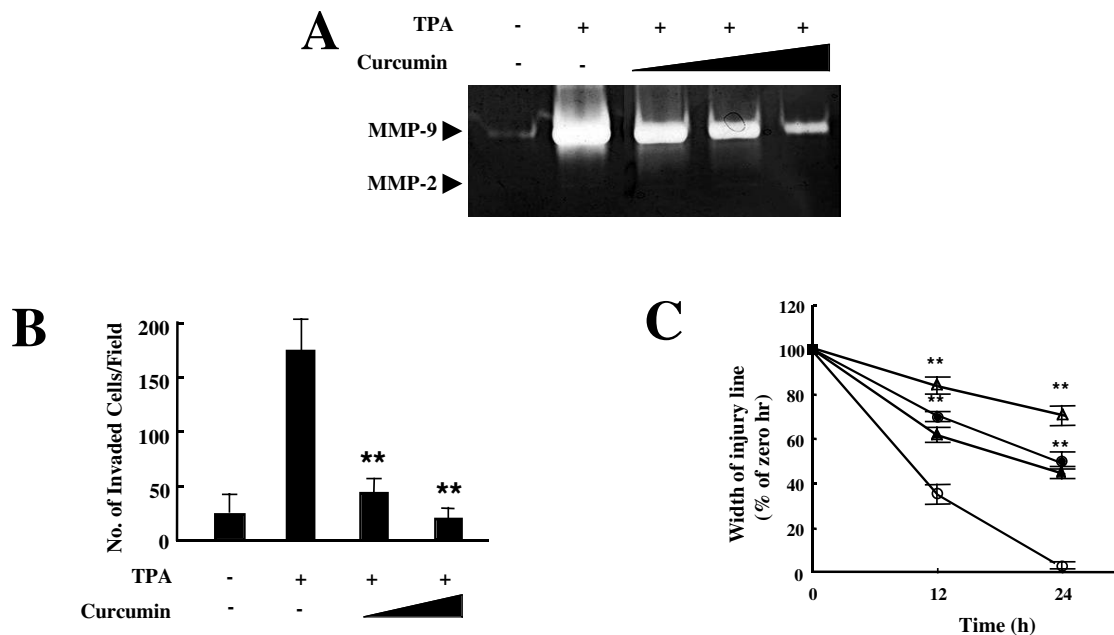 A
TPA - + + + +
Curcumin - -
MMP-9
MMP-2
B
No. of Invaded Cells/Field
200
150
100
50
0
**
**
TPA - + + +
Curcumin - -
C
Width of injury line
(% of zero hr)
120
100
80
60
40
20
0
**
**
**
**
0 12 24
Time (h)